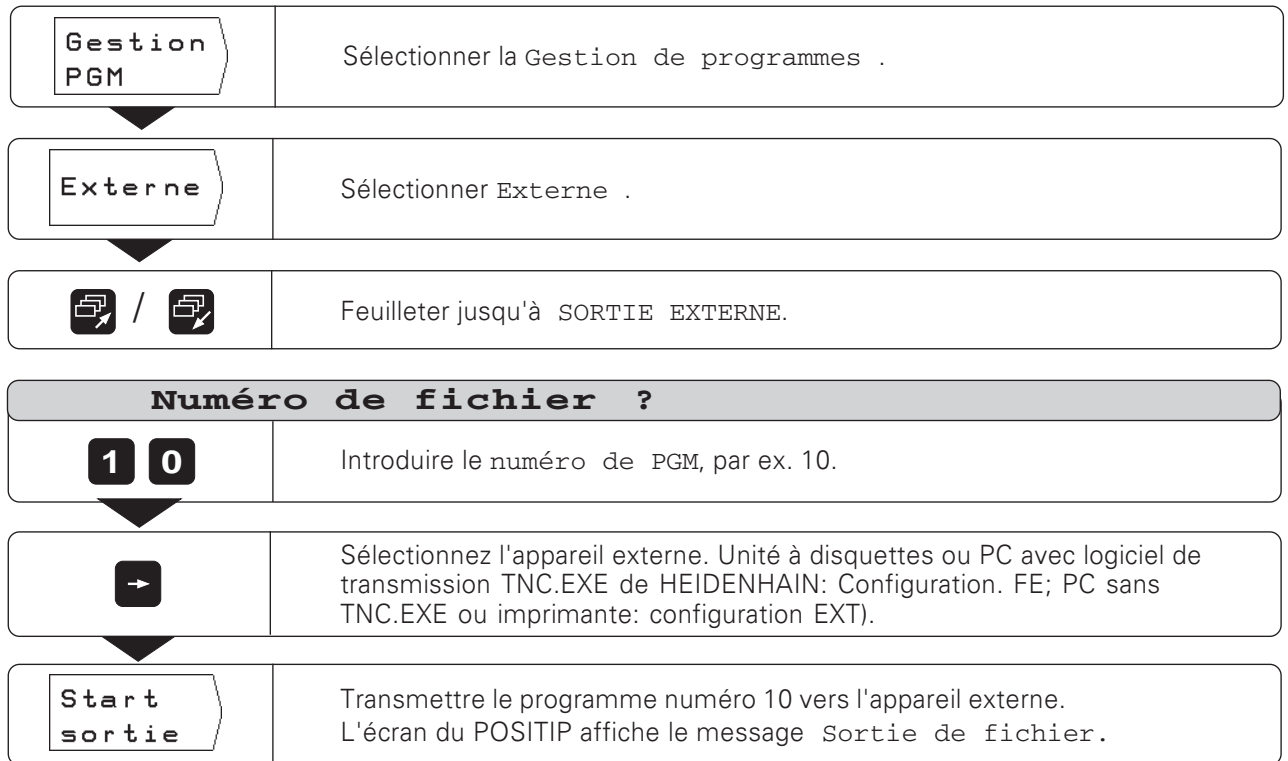 Gestion
PGM
Sélectionner la Gestion de programmes .
Externe
Sélectionner Externe .
/
Feuilleter jusqu'à SORTIE EXTERNE.
Numéro de fichier ?
1 0
Introduire le numéro de PGM, par ex. 10.
Sélectionnez l'appareil externe. Unité à disquettes ou PC avec logiciel de
transmission TNC.EXE de HEIDENHAIN: Configuration. FE; PC sans
TNC.EXE ou imprimante: configuration EXT).
Start
sortie
Transmettre le programme numéro 10 vers l'appareil externe.
L'écran du POSITIP affiche le message Sortie de fichier.